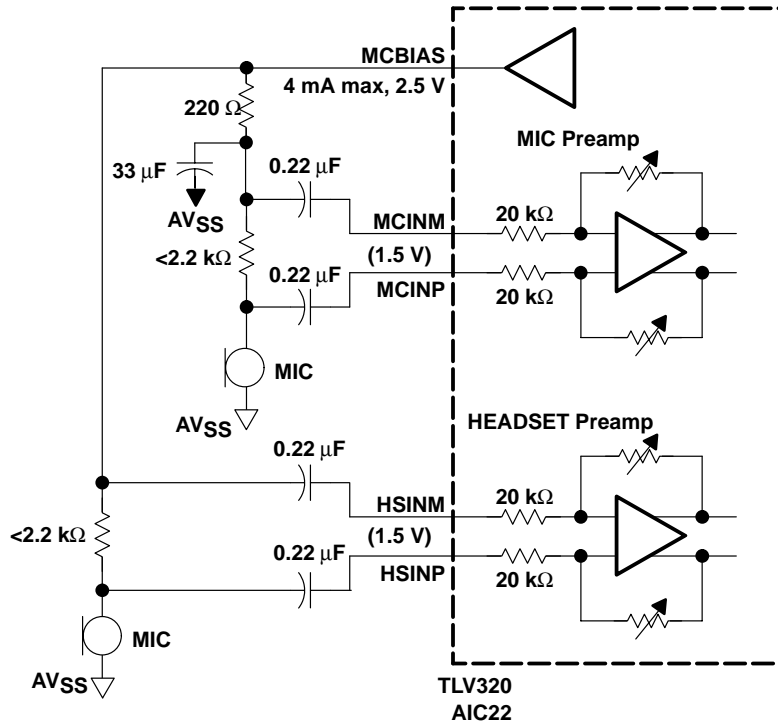 MCBIAS
4 mA max, 2.5 V
220 Ω
MIC Preamp
33 μF
0.22 μF
AVSS
MCINM
20 kΩ
(1.5 V)
<2.2 kΩ
0.22 μF
MCINP
20 kΩ
MIC
AVSS
HEADSET Preamp
0.22 μF
HSINM
20 kΩ
<2.2 kΩ
(1.5 V)
0.22 μF
HSINP
20 kΩ
MIC
AVSS
TLV320
AIC22